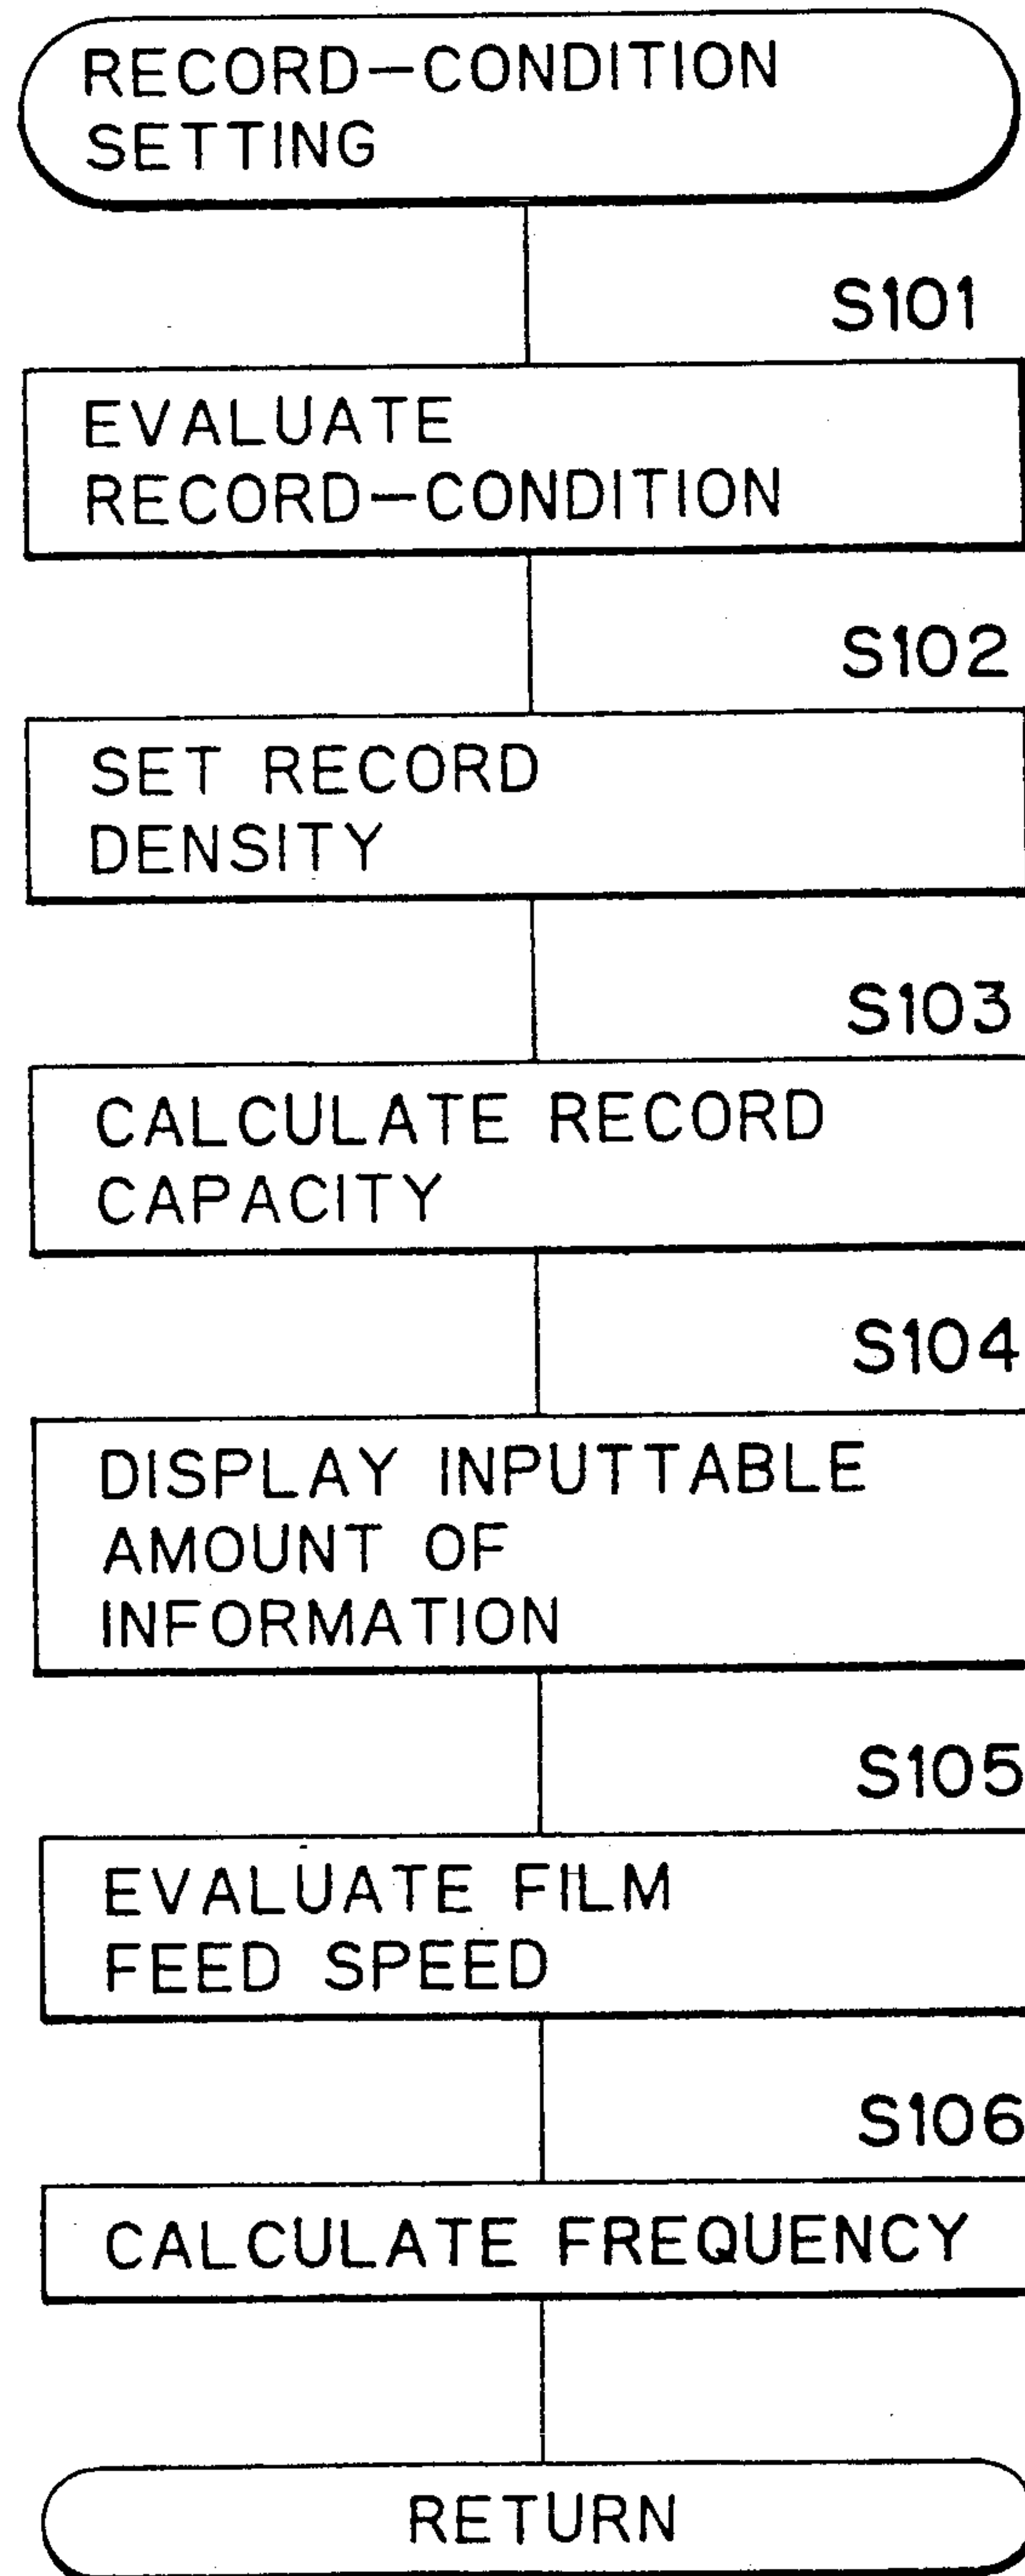 RECORD-CONDITION
SETTING
S101
EVALUATE
RECORD-CONDITION
S102
SET RECORD
DENSITY
S103
CALCULATE RECORD
CAPACITY
S104
DISPLAY INPUTTABLE
AMOUNT OF
INFORMATION
S105
EVALUATE FILM
FEED SPEED
S106
CALCULATE FREQUENCY
RETURN